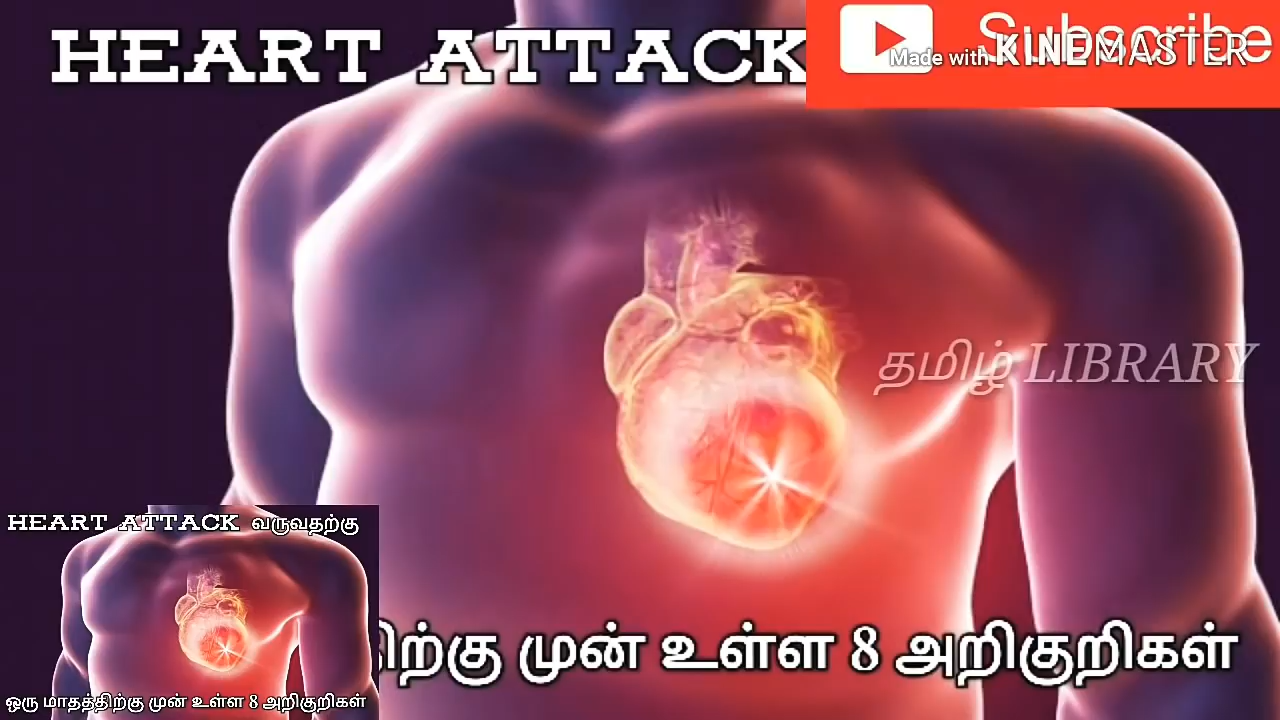 HEART ATTACK
Subscribe
Made with KINEMASTER
தமிழ் LIBRARY
HEART ATTACK வருவதற்கு
முன் உள்ள 8 அறிகுறிகள்
ஒரு மாதத்திற்கு முன் உள்ள 8 அறிகுறிகள்